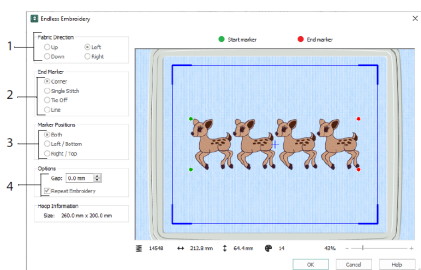 Endless Embroidery
1
Fabric Direction
Up
Left
Down
Right
2
End Marker
Corner
Single Stitch
Tie Off
Line
3
Marker Positions
Both
Left / Bottom
Right / Top
4
Options
Gap: 0.0 mm
Repeat Embroidery
Hoop Information
Size: 260.0 mm x 200.0 mm
Start marker
End marker
14548
212.8 mm
64.4 mm
14
43%
- +
OK
Cancel
Help